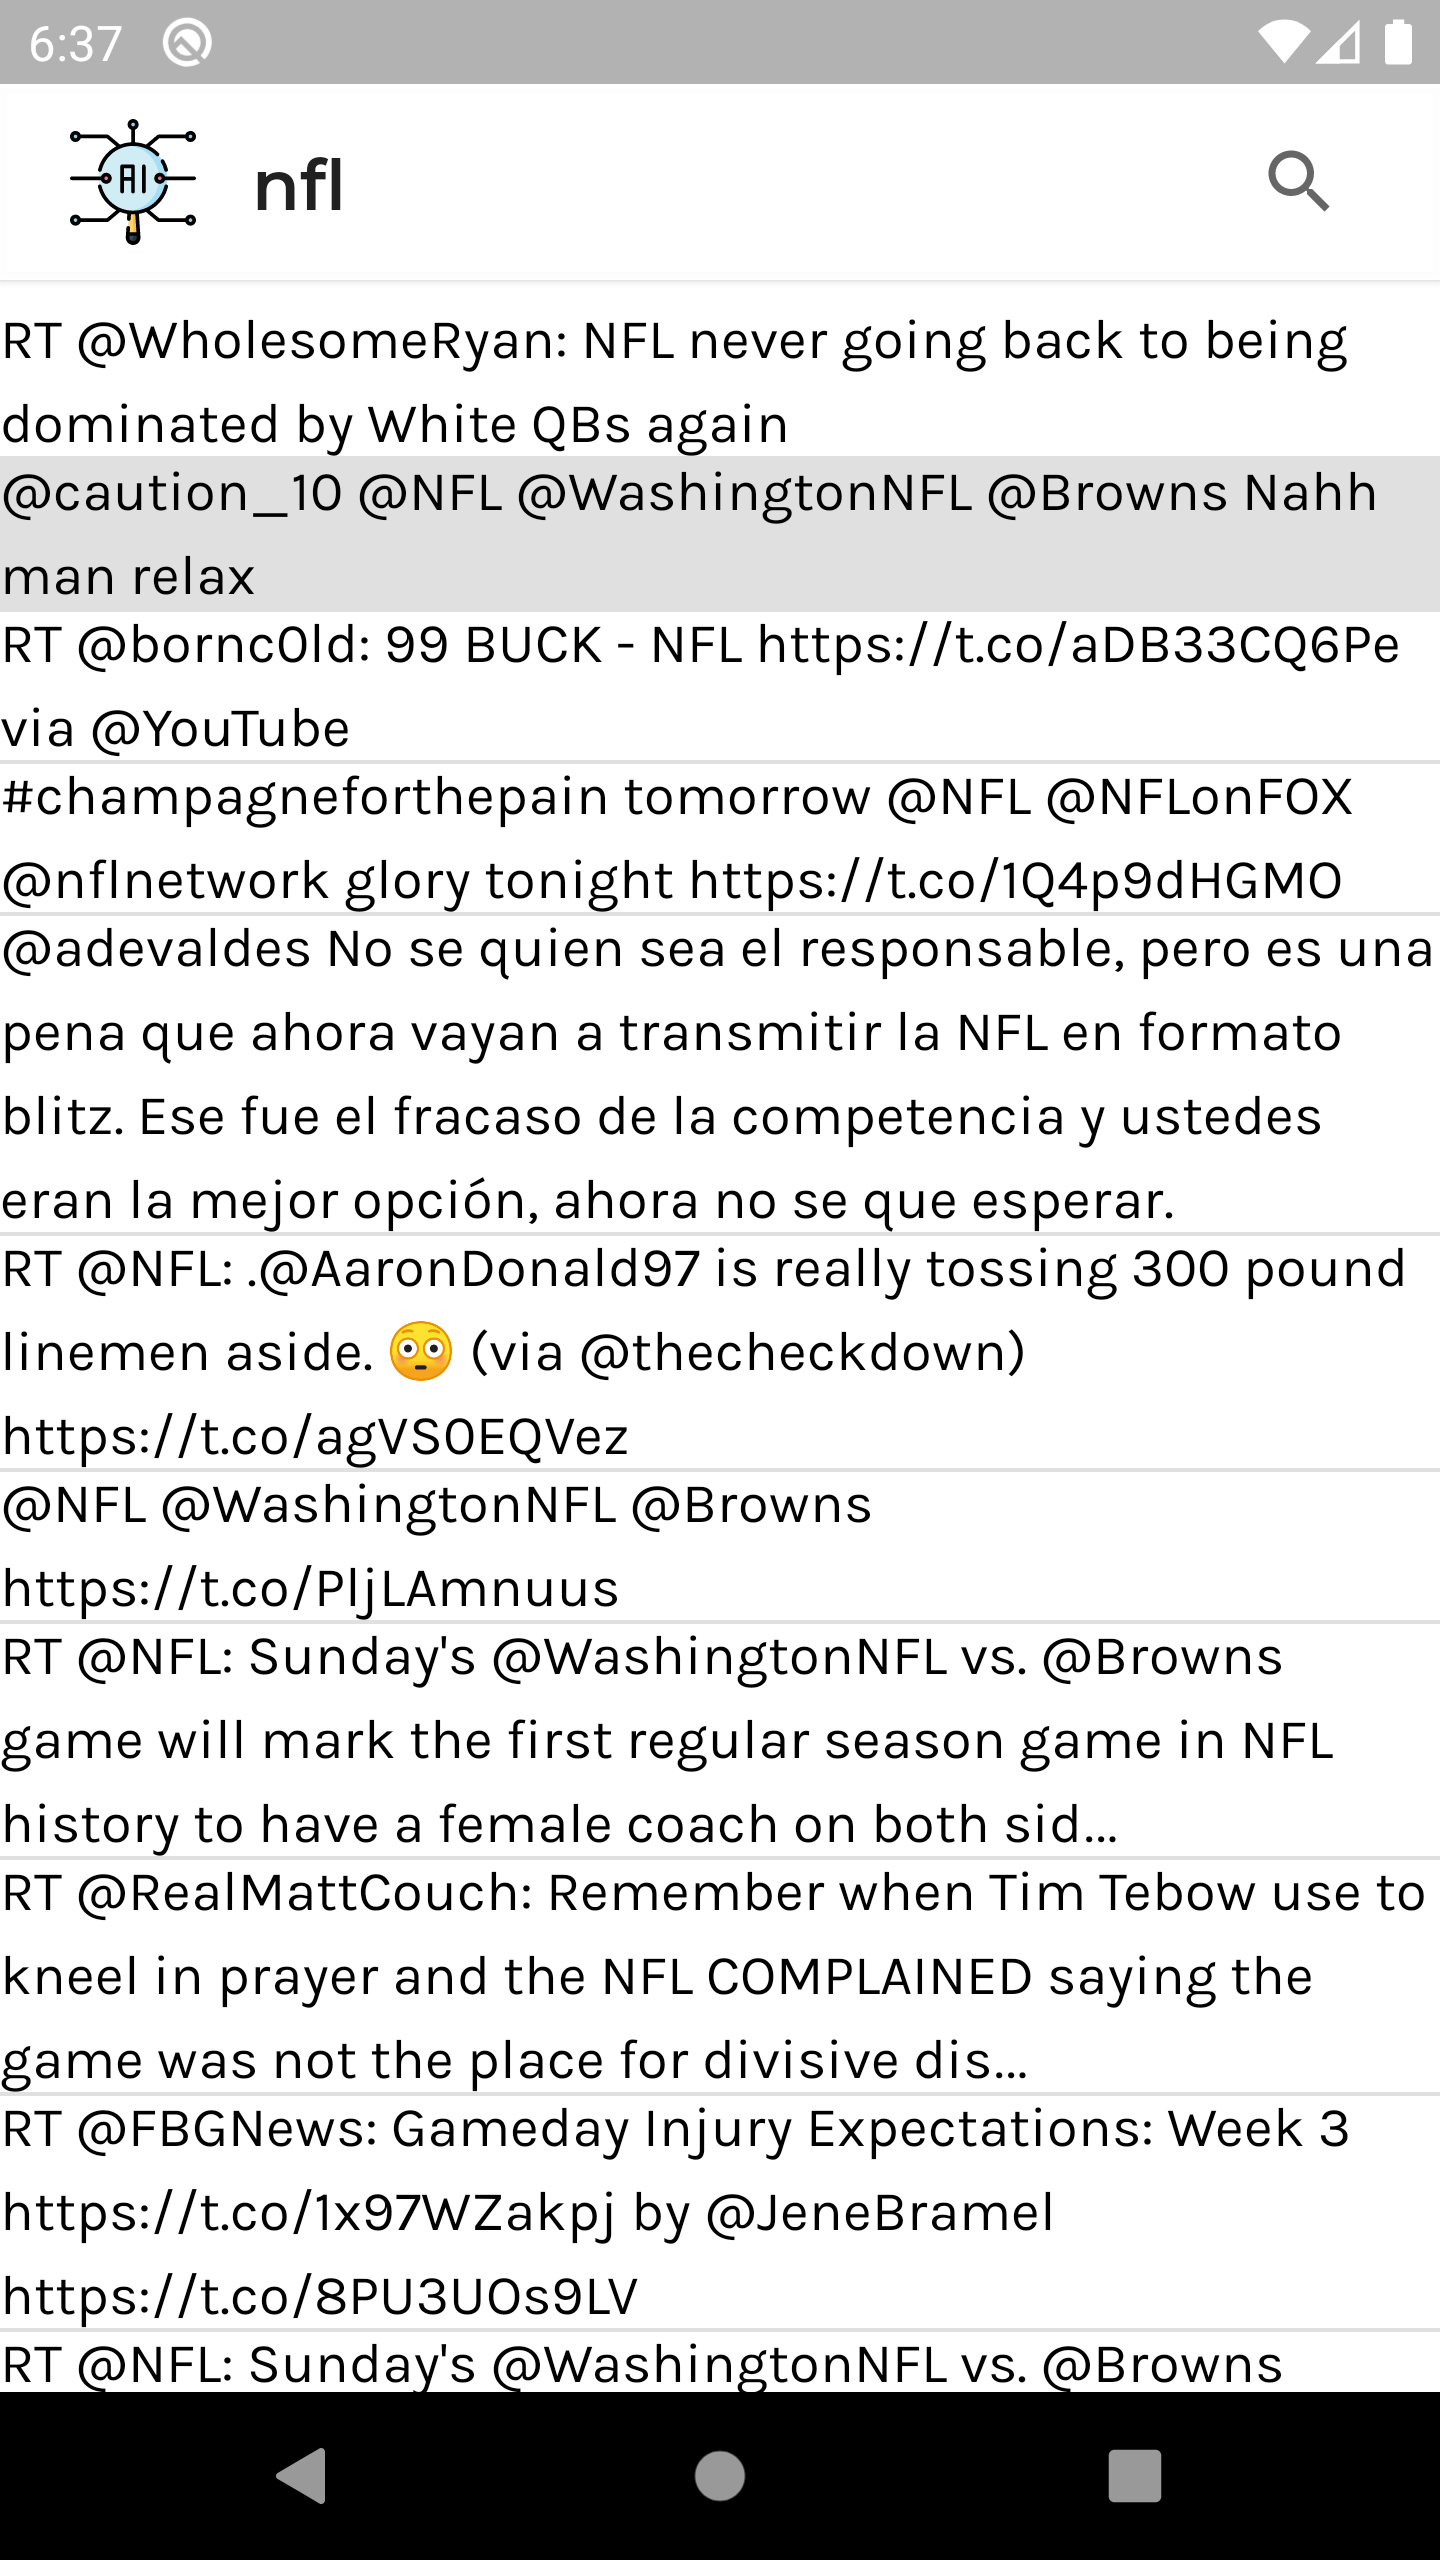 6:37
AI
nfl
RT @WholesomeRyan: NFL never going back to being
dominated by White QBs again
@caution_10 @NFL @WashingtonNFL @Browns Nahh
man relax
RT @bornc0ld: 99 BUCK - NFL https://t.co/aDB33CQ6Pe
via @YouTube
#champagneforthepain tomorrow @NFL @NFLonFOX
@nflnetwork glory tonight https://t.co/1Q4p9dHGMO
@adevaldes No se quien sea el responsable, pero es una
pena que ahora vayan a transmitir la NFL en formato
blitz. Ese fue el fracaso de la competencia y ustedes
eran la mejor opción, ahora no se que esperar.
RT @NFL: .@AaronDonald97 is really tossing 300 pound
linemen aside. 😳 (via @thecheckdown)
https://t.co/agVS0EQVez
@NFL @WashingtonNFL @Browns
https://t.co/PljLAmnuus
RT @NFL: Sunday's @WashingtonNFL vs. @Browns
game will mark the first regular season game in NFL
history to have a female coach on both sid…
RT @RealMattCouch: Remember when Tim Tebow use to
kneel in prayer and the NFL COMPLAINED saying the
game was not the place for divisive dis…
RT @FBGNews: Gameday Injury Expectations: Week 3
https://t.co/1x97WZakpj by @JeneBramel
https://t.co/8PU3UOs9LV
RT @NFL: Sunday's @WashingtonNFL vs. @Browns